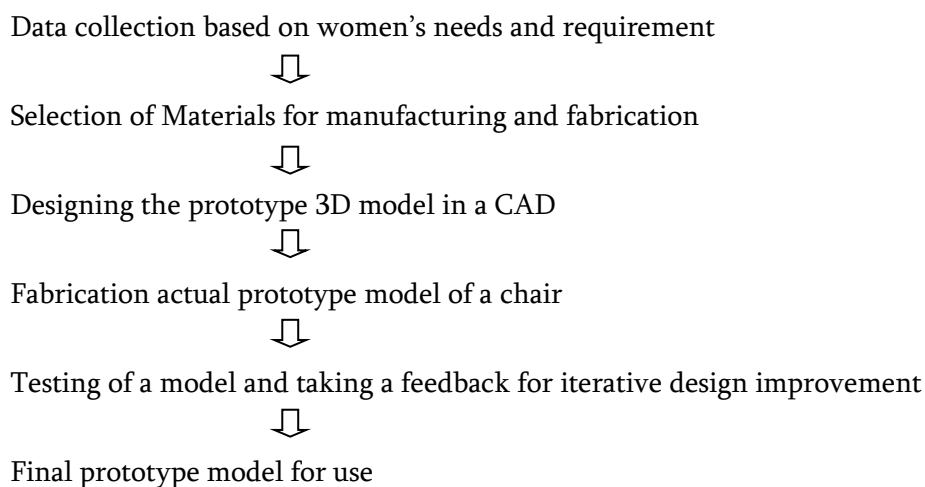 Data collection based on women’s needs and requirement
Selection of Materials for manufacturing and fabrication
Designing the prototype 3D model in a CAD
Fabrication actual prototype model of a chair
Testing of a model and taking a feedback for iterative design improvement
Final prototype model for use